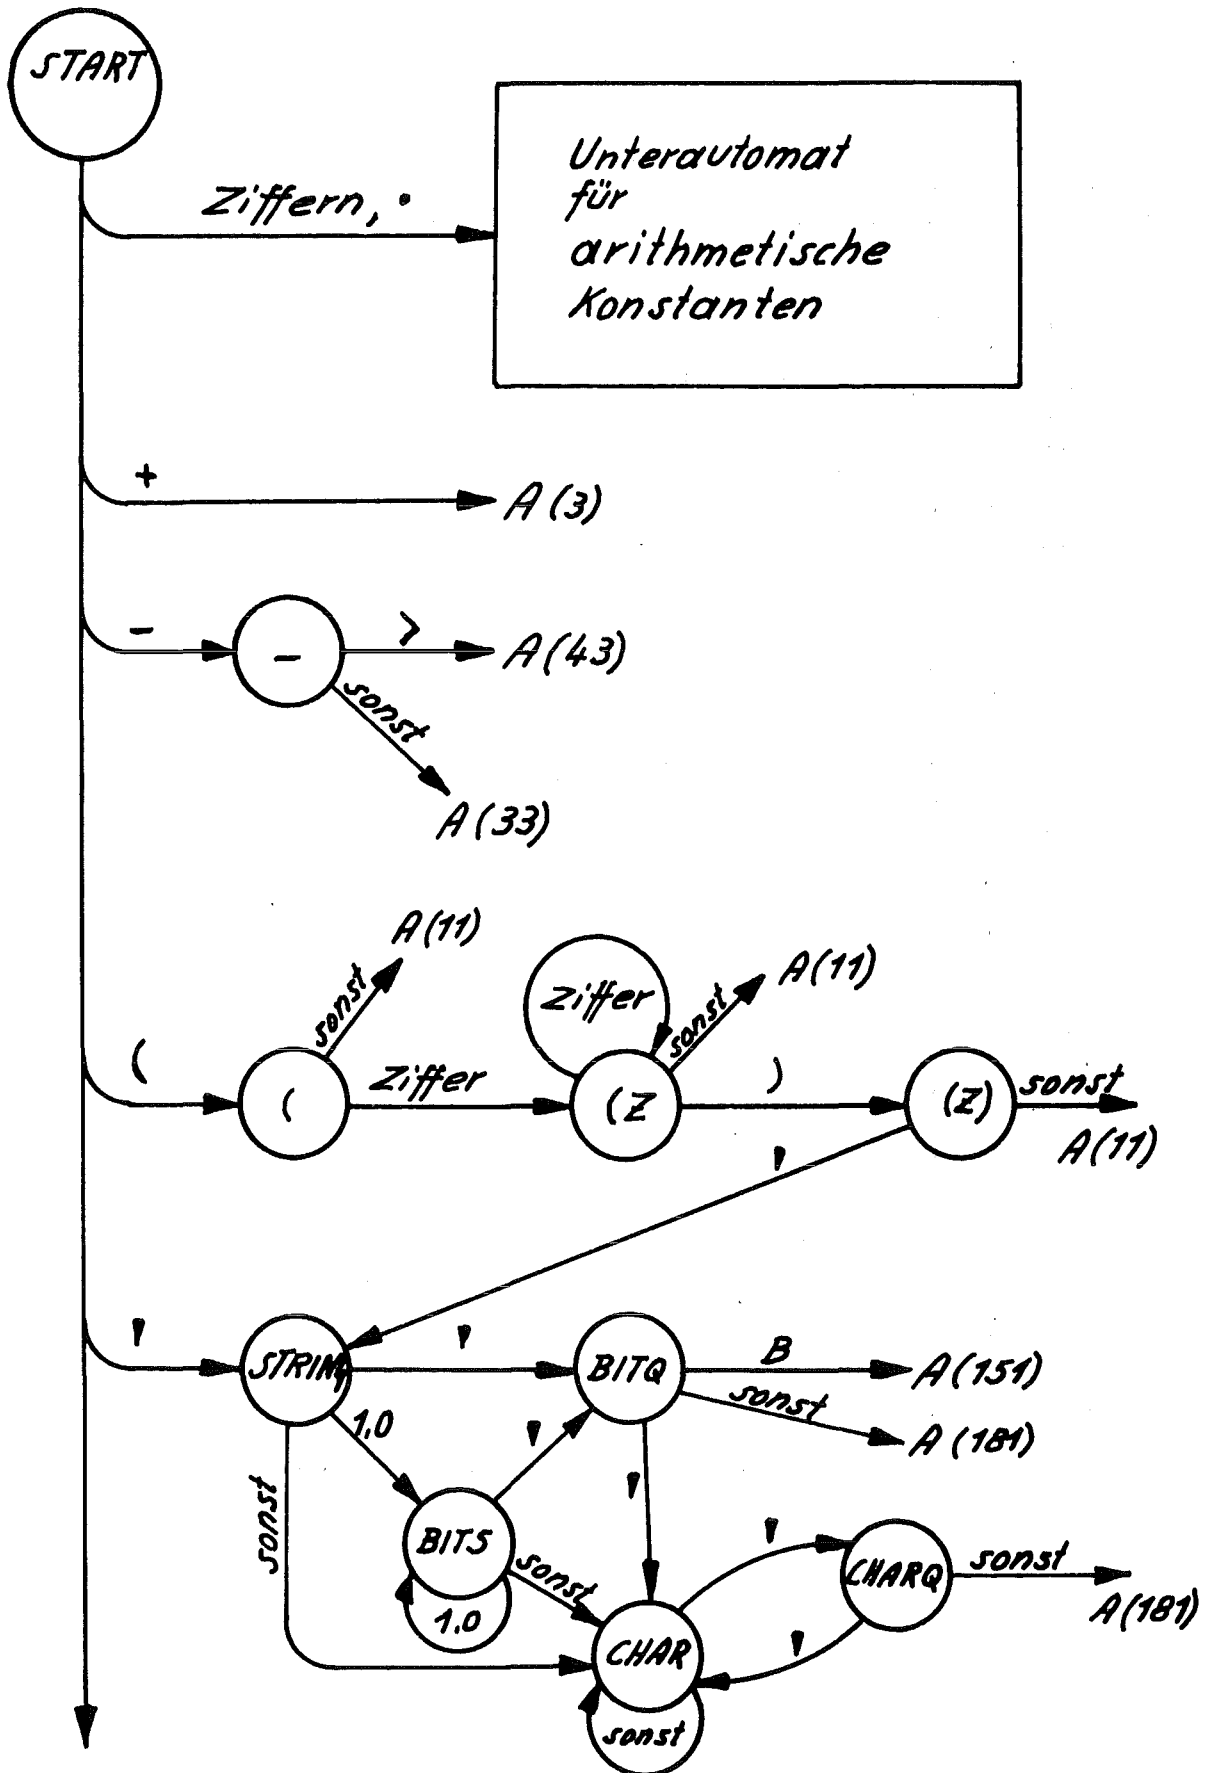 START
Ziffern, .
Unterautomat
für
arithmetische
Konstanten
+
A(3)
-
-
>
A(43)
sonst
A(33)
A(11)
sonst
(
(
Ziffer
Ziffer
sonst
A(11)
(Z
)
(Z)
sonst
A(11)
'
'
STRING
'
BITQ
B
A(151)
sonst
A(181)
1,0
'
sonst
BITS
1,0
sonst
'
CHAR
sonst
'
'
CHARQ
sonst
A(181)